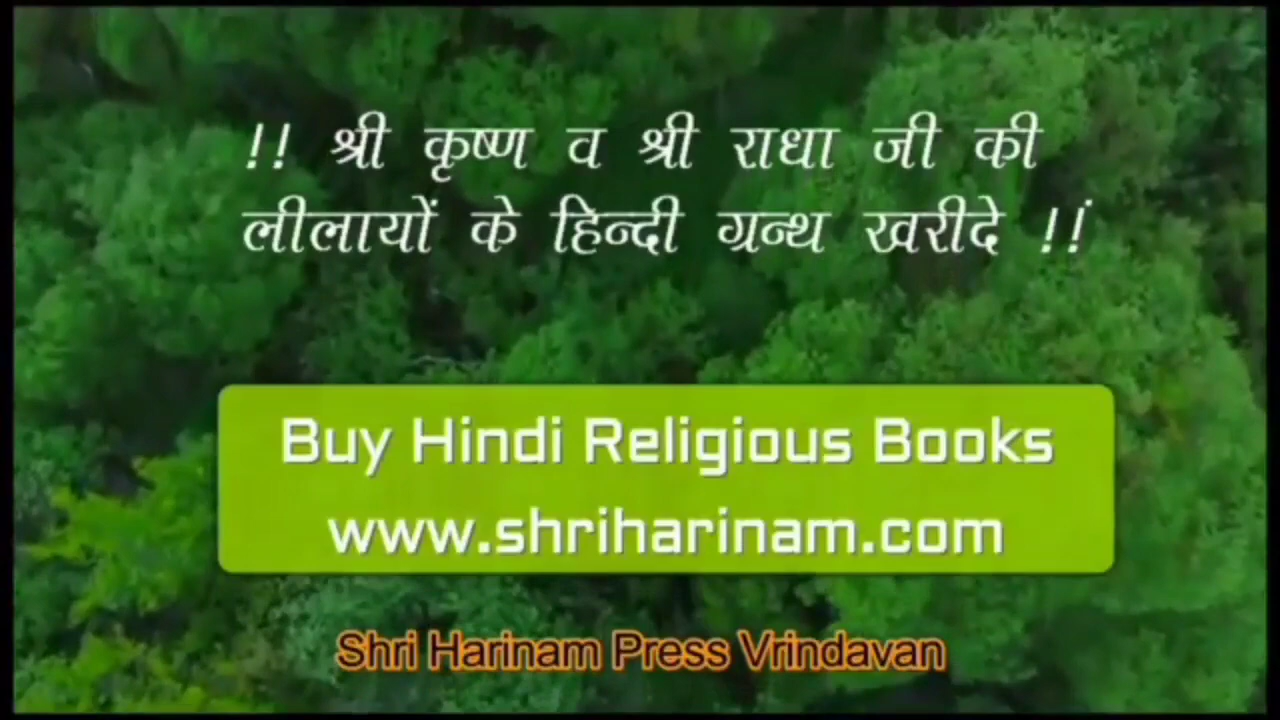 !! श्री कृष्ण व श्री राधा जी की
लीलायों के हिन्दी ग्रन्थ खरीदे !!ं
Buy Hindi Religious Books
www.shriharinam.com
Shri Harinam Press Vrindavan